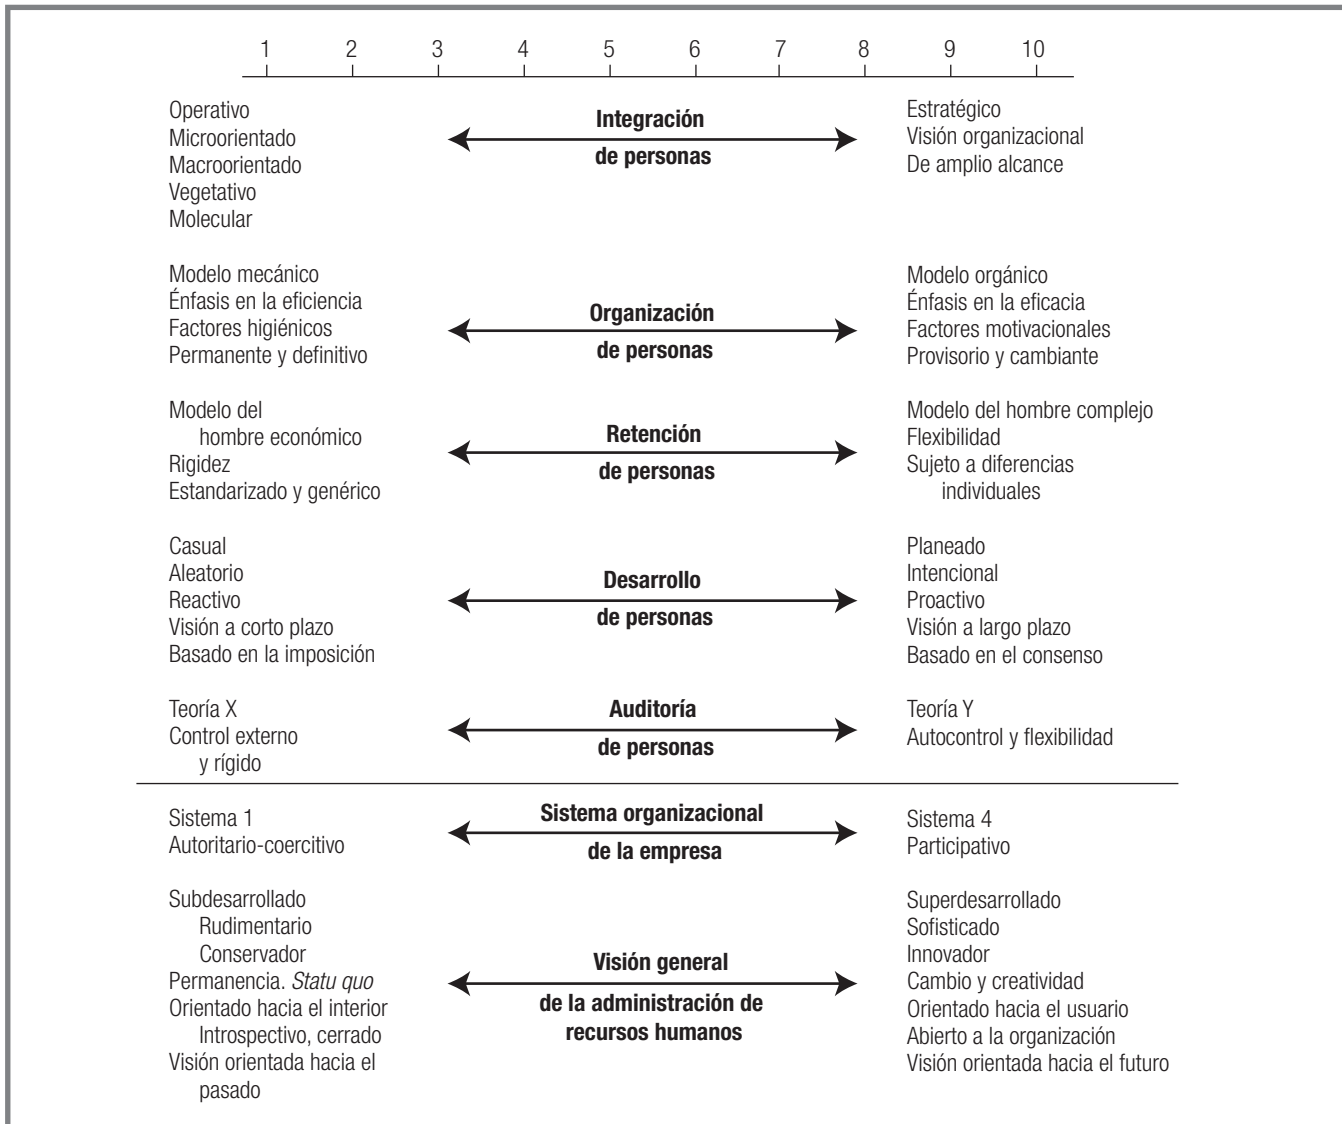 1 2 3 4 5 6 7 8 9 10
Operativo
Microorientado
Macroorientado
Vegetativo
Molecular
Integración
de personas
Estratégico
Visión organizacional
De amplio alcance
Modelo mecánico
Énfasis en la eficiencia
Factores higiénicos
Permanente y definitivo
Organización
de personas
Modelo orgánico
Énfasis en la eficacia
Factores motivacionales
Provisorio y cambiante
Modelo del
hombre económico
Rigidez
Estandarizado y genérico
Retención
de personas
Modelo del hombre complejo
Flexibilidad
Sujeto a diferencias
individuales
Casual
Aleatorio
Reactivo
Visión a corto plazo
Basado en la imposición
Desarrollo
de personas
Planeado
Intencional
Proactivo
Visión a largo plazo
Basado en el consenso
Teoría X
Control externo
y rígido
Auditoría
de personas
Teoría Y
Autocontrol y flexibilidad
Sistema 1
Autoritario-coercitivo
Sistema organizacional
de la empresa
Sistema 4
Participativo
Subdesarrollado
Rudimentario
Conservador
Permanencia. Statu quo
Orientado hacia el interior
Introspectivo, cerrado
Visión orientada hacia el
pasado
Visión general
de la administración de
recursos humanos
Superdesarrollado
Sofisticado
Innovador
Cambio y creatividad
Orientado hacia el usuario
Abierto a la organización
Visión orientada hacia el futuro